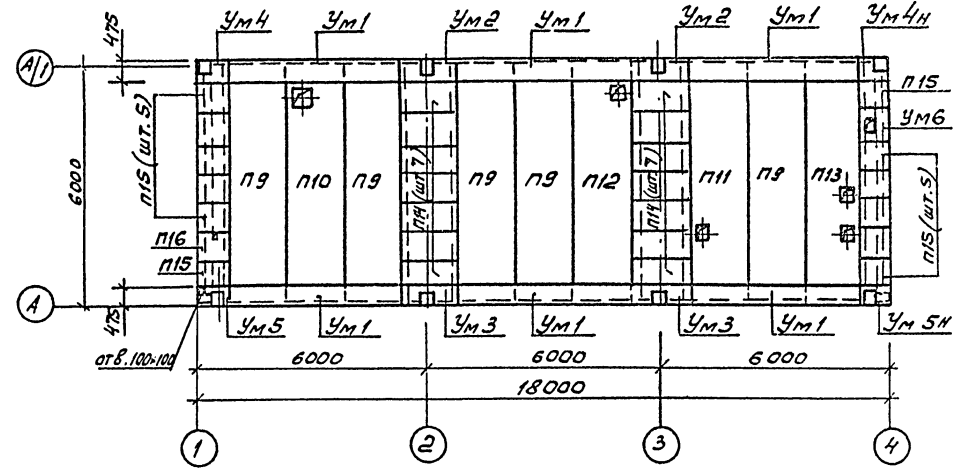 Ум4 Ум1 Ум2 Ум1 Ум2 Ум1 Ум4н
475
А/1
п15
Ум6
п15 (шт. 5)
6000
п9 п10 п9 п14 (шт. 7) п9 п9 п12 п14 (шт. 7) п11 п9 п13
п15 (шт. 5)
п16
п15
А
475
Ум5 Ум1 Ум3 Ум1 Ум3 Ум1 Ум5н
отв. 100×100
6000 6000 6000
18000
1 2 3 4